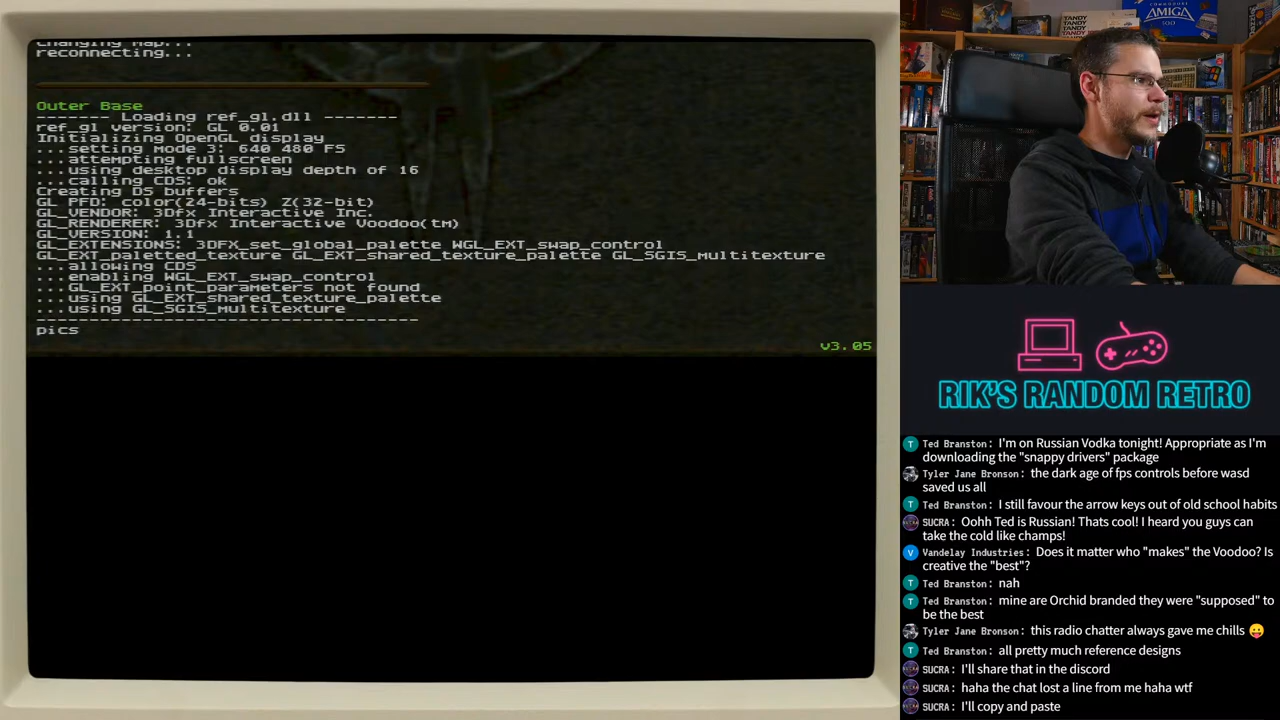 changing map...
reconnecting...
Outer Base
------- Loading ref_gl.dll -------
ref_gl version: GL 0.01
Initializing OpenGL display
...setting mode 3: 640 480 FS
...attempting fullscreen
...using desktop display depth of 16
...calling CDS: ok
Creating DS buffers
GL_PFD: color(24-bits) Z(32-bit)
GL_VENDOR: 3Dfx Interactive Inc.
GL_RENDERER: 3Dfx Interactive Voodoo(tm)
GL_VERSION: 1.1
GL_EXTENSIONS: 3DFX_set_global_palette WGL_EXT_swap_control
GL_EXT_paletted_texture GL_EXT_shared_texture_palette GL_SGIS_multitexture
...allowing CDS
...enabling WGL_EXT_swap_control
...GL_EXT_point_parameters not found
...using GL_EXT_shared_texture_palette
...using GL_SGIS_multitexture
------------------------------------
pics
v3.05
AMIGA
TANDY
TANDY
RIK'S RANDOM RETRO
T Ted Branston: I'm on Russian Vodka tonight! Appropriate as I'm
downloading the "snappy drivers" package
Tyler Jane Bronson: the dark age of fps controls before wasd
saved us all
T Ted Branston: I still favour the arrow keys out of old school habits
SUCRA: Oohh Ted is Russian! Thats cool! I heard you guys can
take the cold like champs!
V Vandelay Industries: Does it matter who "makes" the Voodoo? Is
creative the "best"?
T Ted Branston: nah
T Ted Branston: mine are Orchid branded they were "supposed" to
be the best
Tyler Jane Bronson: this radio chatter always gave me chills 😛
T Ted Branston: all pretty much reference designs
SUCRA: I'll share that in the discord
SUCRA: haha the chat lost a line from me haha wtf
SUCRA: I'll copy and paste